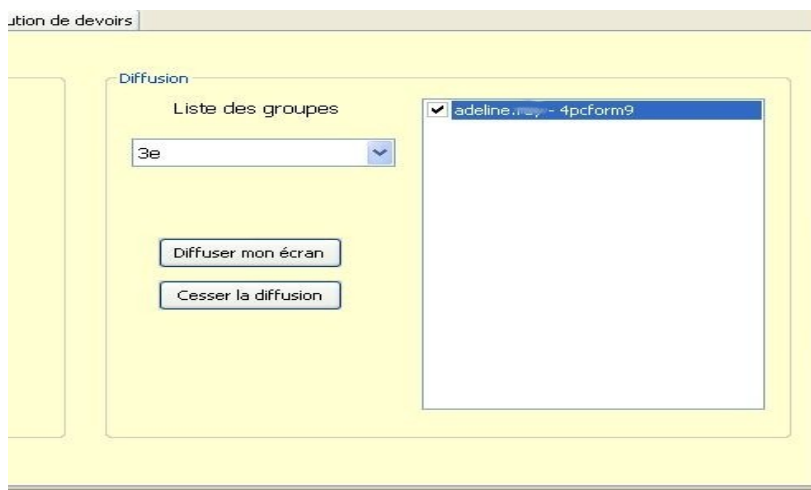 ution de devoirs
Diffusion
Liste des groupes
3e
Diffuser mon écran
Cesser la diffusion
adeline. - 4pcform9